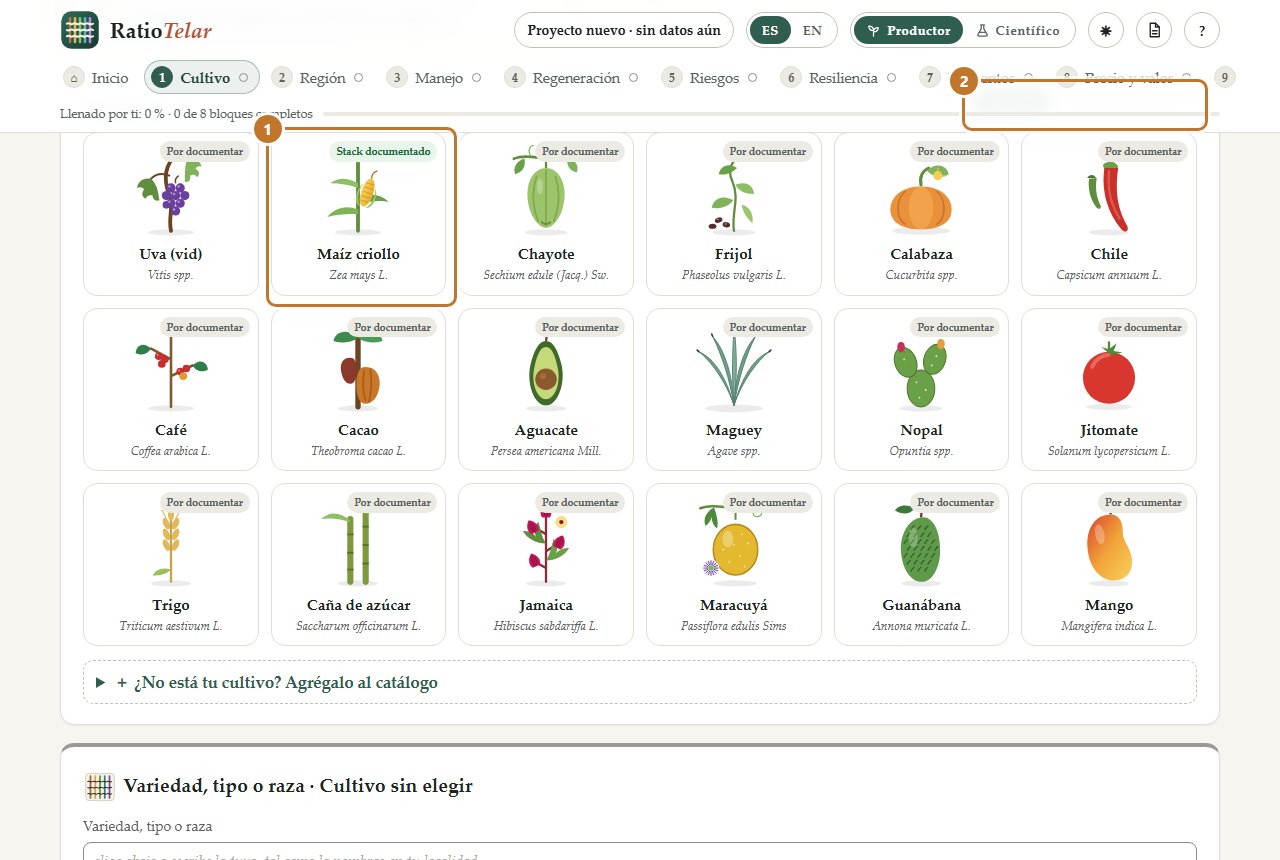 RatioTelar
Proyecto nuevo · sin datos aún
ES EN
Productor Científico
?
Inicio
1 Cultivo
2 Región
3 Manejo
4 Regeneración
5 Riesgos
6 Resiliencia
7
8 Precio y valor
9
2
Llenado por ti: 0 % · 0 de 8 bloques completos
1
Por documentar
Stack documentado
Por documentar
Por documentar
Por documentar
Por documentar
Uva (vid)
Vitis spp.
Maíz criollo
Zea mays L.
Chayote
Sechium edule (Jacq.) Sw.
Frijol
Phaseolus vulgaris L.
Calabaza
Cucurbita spp.
Chile
Capsicum annuum L.
Por documentar
Por documentar
Por documentar
Por documentar
Por documentar
Por documentar
Café
Coffea arabica L.
Cacao
Theobroma cacao L.
Aguacate
Persea americana Mill.
Maguey
Agave spp.
Nopal
Opuntia spp.
Jitomate
Solanum lycopersicum L.
Por documentar
Por documentar
Por documentar
Por documentar
Por documentar
Por documentar
Trigo
Triticum aestivum L.
Caña de azúcar
Saccharum officinarum L.
Jamaica
Hibiscus sabdariffa L.
Maracuyá
Passiflora edulis Sims
Guanábana
Annona muricata L.
Mango
Mangifera indica L.
+ ¿No está tu cultivo? Agrégalo al catálogo
Variedad, tipo o raza · Cultivo sin elegir
Variedad, tipo o raza